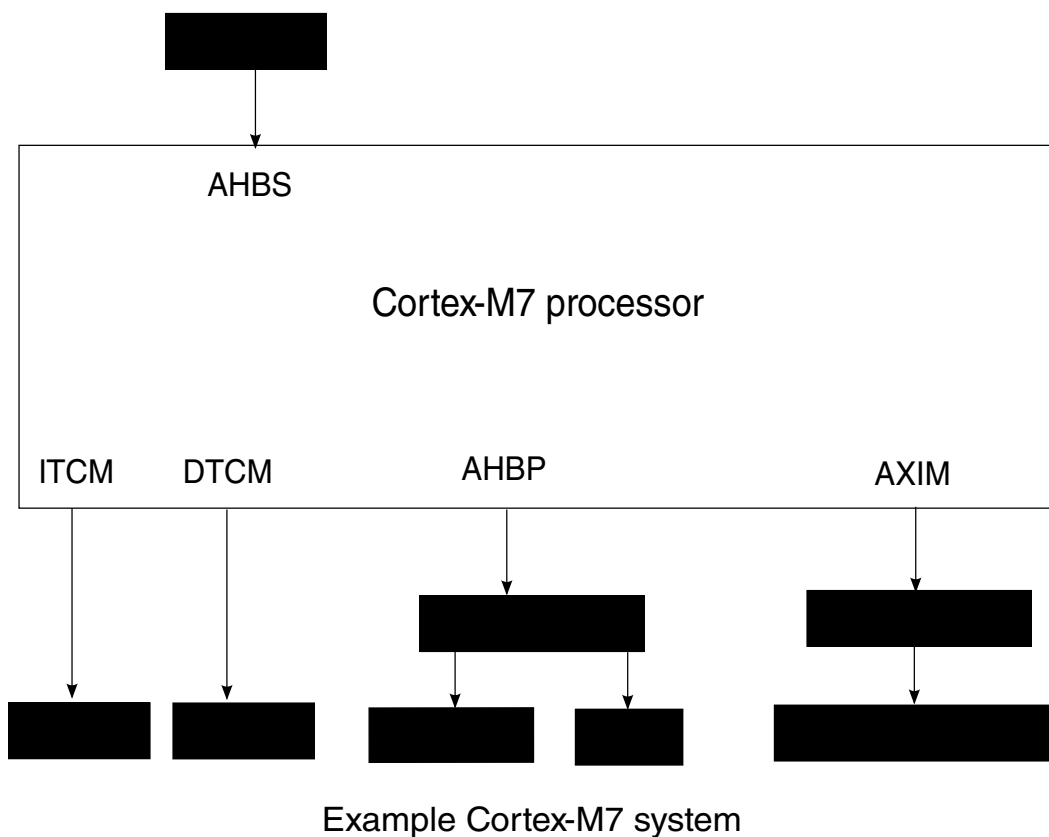 AHBS
Cortex-M7 processor
ITCM DTCM AHBP AXIM
Example Cortex-M7 system